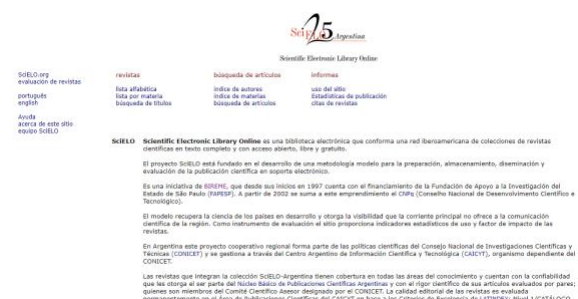 SciELO 25 Argentina
Scientific Electronic Library Online
SciELO.org
evaluación de revistas
português
english
Ayuda
acerca de este sitio
equipo SciELO
revistas
lista alfabética
lista por materia
búsqueda de títulos
búsqueda de artículos
índice de autores
índice de materias
búsqueda de artículos
informes
uso del sitio
Estadísticas de publicación
citas de revistas
SciELO Scientific Electronic Library Online es una biblioteca electrónica que conforma una red iberoamericana de colecciones de revistas
científicas en texto completo y con acceso abierto, libre y gratuito.
El proyecto SciELO está fundado en el desarrollo de una metodología modelo para la preparación, almacenamiento, diseminación y
evaluación de la publicación científica en soporte electrónico.
Es una iniciativa de BIREME, que desde sus inicios en 1997 cuenta con el financiamiento de la Fundación de Apoyo a la Investigación del
Estado de São Paulo (FAPESP). A partir de 2002 se suma a este emprendimiento el CNPq (Conselho Nacional de Desenvolvimento Científico e
Tecnológico).
El modelo recupera la ciencia de los países en desarrollo y otorga la visibilidad que la corriente principal no ofrece a la comunicación
científica de la región. Como instrumento de evaluación el sitio proporciona indicadores estadísticos de uso y factor de impacto de las
revistas.
En Argentina este proyecto cooperativo regional forma parte de las políticas científicas del Consejo Nacional de Investigaciones Científicas y
Técnicas (CONICET) y se gestiona a través del Centro Argentino de Información Científica y Tecnológica (CAICYT), organismo dependiente del
CONICET.
Las revistas que integran la colección SciELO-Argentina tienen cobertura en todas las áreas del conocimiento y cuentan con la confiabilidad
que les otorga el ser parte del Núcleo Básico de Publicaciones Científicas Argentinas y con el rigor científico de sus artículos evaluados por pares;
quienes son miembros del Comité Científico Asesor designado por el CONICET. La calidad editorial de las revistas es evaluada